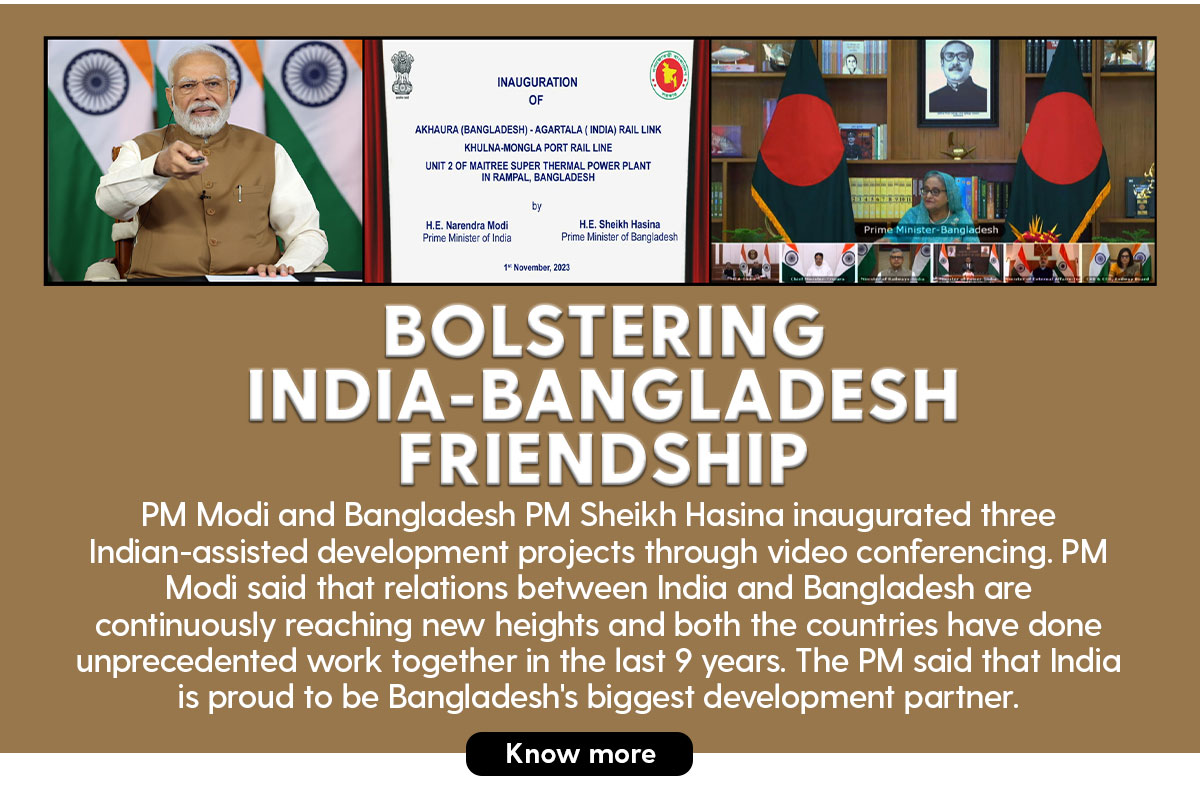 INAUGURATION
OF
AKHAURA (BANGLADESH) - AGARTALA ( INDIA) RAIL LINK
KHULNA-MONGLA PORT RAIL LINE
UNIT 2 OF MAITREE SUPER THERMAL POWER PLANT
IN RAMPAL, BANGLADESH
by
H.E. Narendra Modi
Prime Minister of India
H.E. Sheikh Hasina
Prime Minister of Bangladesh
1st November, 2023
Prime Minister-Bangladesh
BOLSTERING
INDIA-BANGLADESH
FRIENDSHIP
PM Modi and Bangladesh PM Sheikh Hasina inaugurated three
Indian-assisted development projects through video conferencing. PM
Modi said that relations between India and Bangladesh are
continuously reaching new heights and both the countries have done
unprecedented work together in the last 9 years. The PM said that India
is proud to be Bangladesh's biggest development partner.
Know more